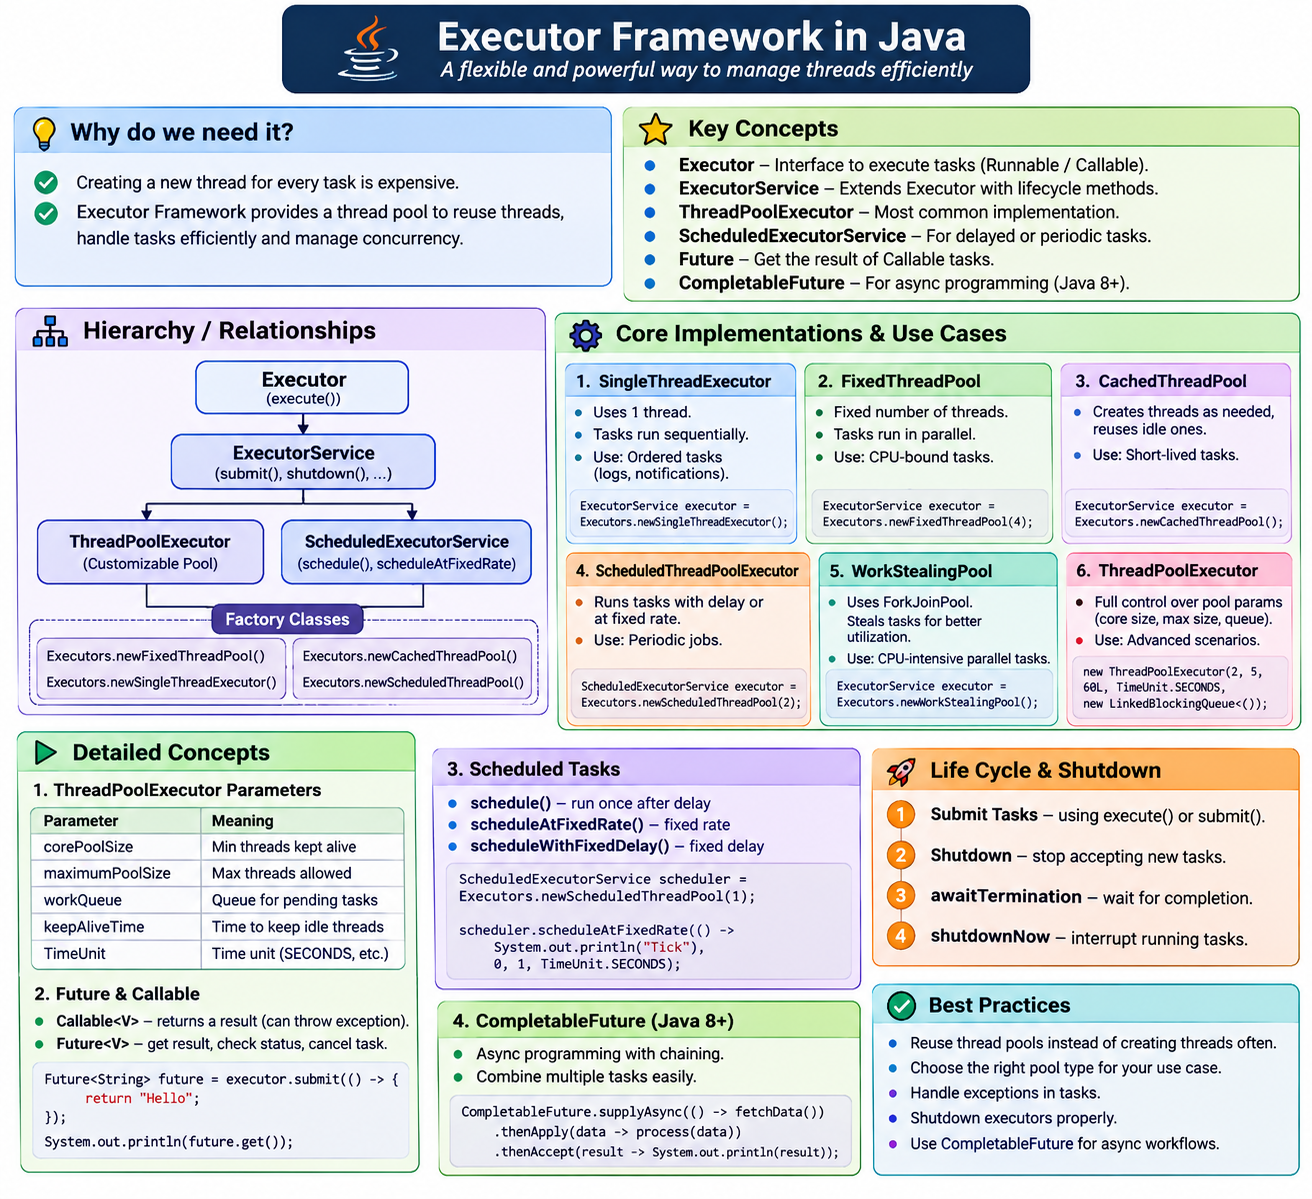 Executor Framework in Java
A flexible and powerful way to manage threads efficiently
Why do we need it?
Creating a new thread for every task is expensive.
Executor Framework provides a thread pool to reuse threads,
handle tasks efficiently and manage concurrency.
Key Concepts
Executor – Interface to execute tasks (Runnable / Callable).
ExecutorService – Extends Executor with lifecycle methods.
ThreadPoolExecutor – Most common implementation.
ScheduledExecutorService – For delayed or periodic tasks.
Future – Get the result of Callable tasks.
CompletableFuture – For async programming (Java 8+).
Hierarchy / Relationships
Executor
(execute())
ExecutorService
(submit(), shutdown(), ...)
ThreadPoolExecutor
(Customizable Pool)
ScheduledExecutorService
(schedule(), scheduleAtFixedRate)
Factory Classes
Executors.newFixedThreadPool()
Executors.newSingleThreadExecutor()
Executors.newCachedThreadPool()
Executors.newScheduledThreadPool()
Core Implementations & Use Cases
1. SingleThreadExecutor
Uses 1 thread.
Tasks run sequentially.
Use: Ordered tasks
(logs, notifications).
ExecutorService executor =
Executors.newSingleThreadExecutor();
2. FixedThreadPool
Fixed number of threads.
Tasks run in parallel.
Use: CPU-bound tasks.
ExecutorService executor =
Executors.newFixedThreadPool(4);
3. CachedThreadPool
Creates threads as needed,
reuses idle ones.
Use: Short-lived tasks.
ExecutorService executor =
Executors.newCachedThreadPool();
4. ScheduledThreadPoolExecutor
Runs tasks with delay or
at fixed rate.
Use: Periodic jobs.
ScheduledExecutorService executor =
Executors.newScheduledThreadPool(2);
5. WorkStealingPool
Uses ForkJoinPool.
Steals tasks for better
utilization.
Use: CPU-intensive parallel tasks.
ExecutorService executor =
Executors.newWorkStealingPool();
6. ThreadPoolExecutor
Full control over pool params
(core size, max size, queue).
Use: Advanced scenarios.
new ThreadPoolExecutor(2, 5,
60L, TimeUnit.SECONDS,
new LinkedBlockingQueue<());
Detailed Concepts
1. ThreadPoolExecutor Parameters
Parameter Meaning
corePoolSize Min threads kept alive
maximumPoolSize Max threads allowed
workQueue Queue for pending tasks
keepAliveTime Time to keep idle threads
TimeUnit Time unit (SECONDS, etc.)
2. Future & Callable
Callable<V> – returns a result (can throw exception).
Future<V> – get result, check status, cancel task.
Future<String> future = executor.submit(() -> {
return "Hello";
});
System.out.println(future.get());
3. Scheduled Tasks
schedule() – run once after delay
scheduleAtFixedRate() – fixed rate
scheduleWithFixedDelay() – fixed delay
ScheduledExecutorService scheduler =
Executors.newScheduledThreadPool(1);
scheduler.scheduleAtFixedRate(() ->
System.out.println("Tick"),
0, 1, TimeUnit.SECONDS);
4. CompletableFuture (Java 8+)
Async programming with chaining.
Combine multiple tasks easily.
CompletableFuture.supplyAsync(() -> fetchData())
.thenApply(data -> process(data))
.thenAccept(result -> System.out.println(result));
Life Cycle & Shutdown
1 Submit Tasks – using execute() or submit().
2 Shutdown – stop accepting new tasks.
3 awaitTermination – wait for completion.
4 shutdownNow – interrupt running tasks.
Best Practices
Reuse thread pools instead of creating threads often.
Choose the right pool type for your use case.
Handle exceptions in tasks.
Shutdown executors properly.
Use CompletableFuture for async workflows.